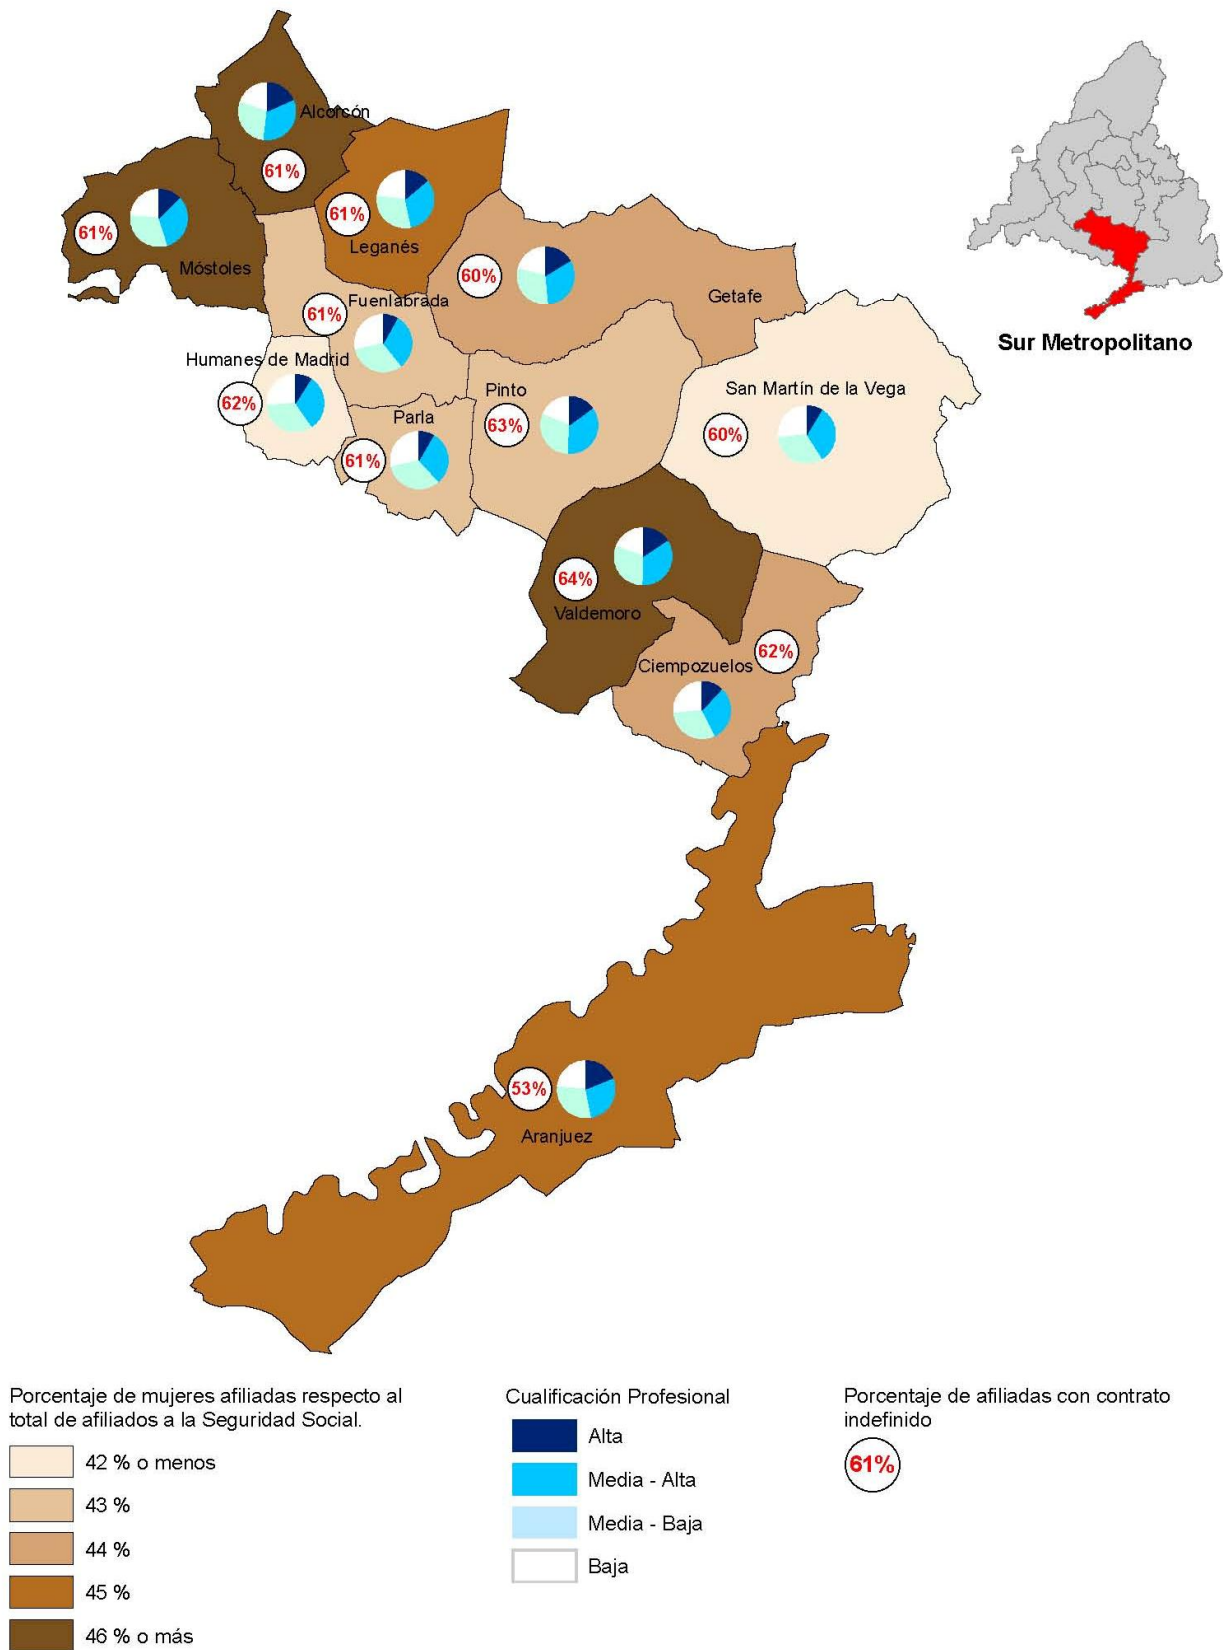 Alcorcón
61%
61%
Móstoles
61%
Leganés
60%
Getafe
Sur Metropolitano
61%
Fuenlabrada
Humanes de Madrid
62%
Parla
61%
Pinto
63%
San Martín de la Vega
60%
64%
Valdemoro
62%
Ciempozuelos
53%
Aranjuez
Porcentaje de mujeres afiliadas respecto al
total de afiliados a la Seguridad Social.
42 % o menos
43 %
44 %
45 %
46 % o más
Cualificación Profesional
Alta
Media - Alta
Media - Baja
Baja
Porcentaje de afiliadas con contrato
indefinido
61%